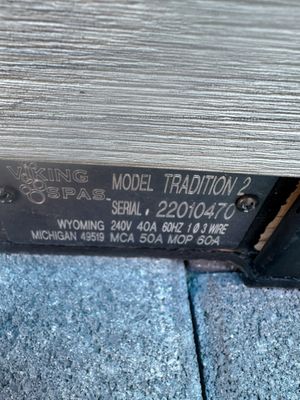 VIKING
SPAS
MODEL TRADITION 2
SERIAL # 22010470
WYOMING 240V 40A 60HZ 1 Ø 3 WIRE
MICHIGAN 49519 MCA 50A MOP 60A